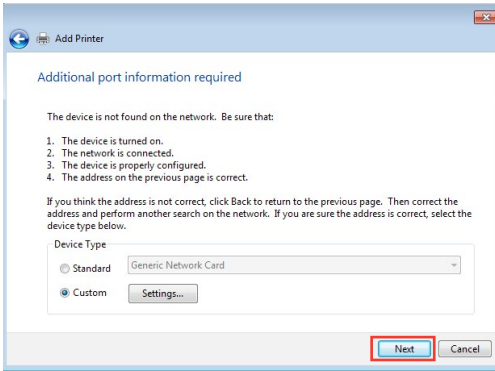 Add Printer
Additional port information required
The device is not found on the network. Be sure that:
1. The device is turned on.
2. The network is connected.
3. The device is properly configured.
4. The address on the previous page is correct.
If you think the address is not correct, click Back to return to the previous page. Then correct the
address and perform another search on the network. If you are sure the address is correct, select the
device type below.
Device Type
Standard Generic Network Card
Custom Settings...
Next Cancel